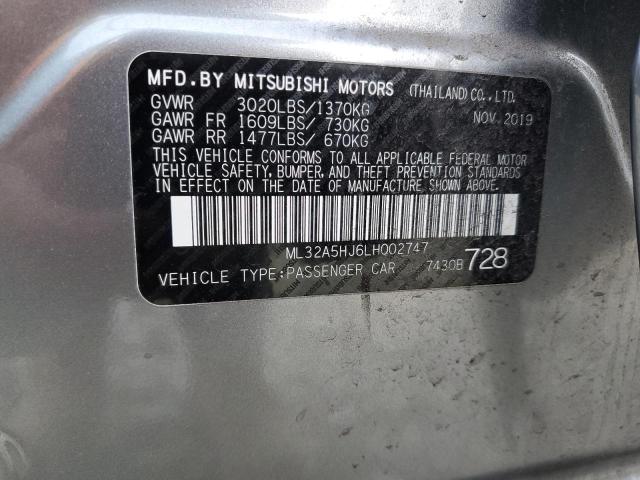 MFD.BY MITSUBISHI MOTORS (THAILAND) CO.,LTD.
GVWR 3020LBS/1370KG NOV.2019
GAWR FR 1609LBS/ 730KG
GAWR RR 1477LBS/ 670KG
THIS VEHICLE CONFORMS TO ALL APPLICABLE FEDERAL MOTOR
VEHICLE SAFETY, BUMPER, AND THEFT PREVENTION STANDARDS
IN EFFECT ON THE DATE OF MANUFACTURE SHOWN ABOVE.
ML32A5HJ6LH002747
VEHICLE TYPE:PASSENGER CAR 7430B 728